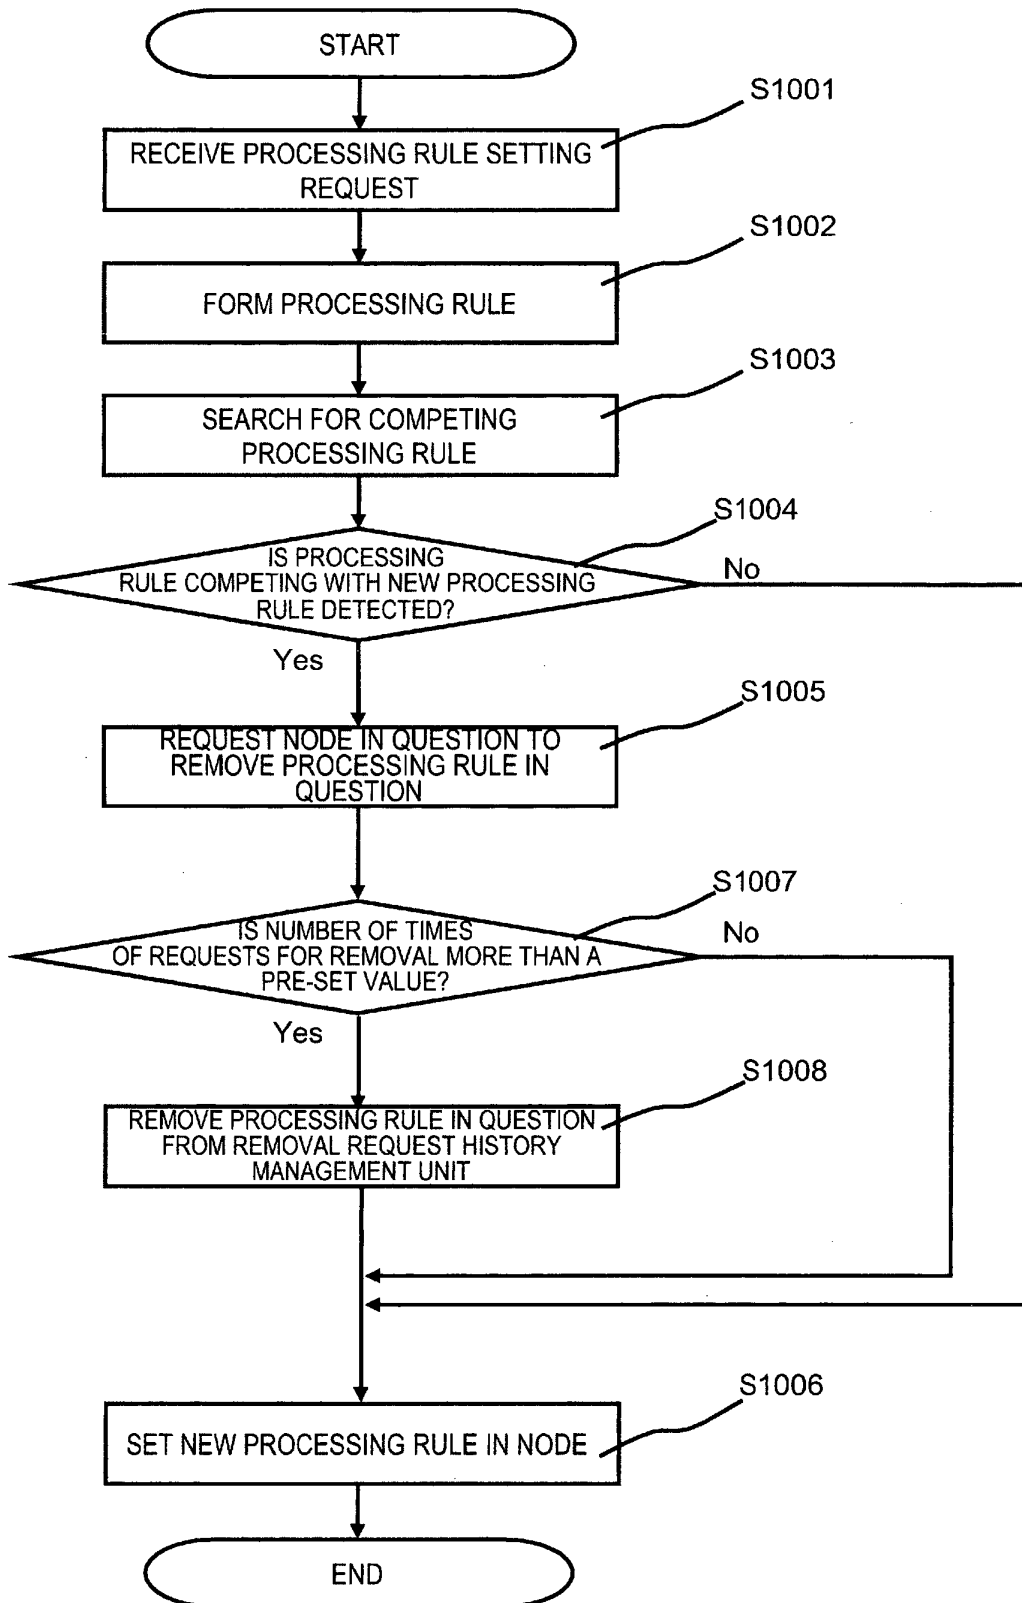 START
S1001
RECEIVE PROCESSING RULE SETTING
REQUEST
S1002
FORM PROCESSING RULE
S1003
SEARCH FOR COMPETING
PROCESSING RULE
S1004
IS PROCESSING
RULE COMPETING WITH NEW PROCESSING
RULE DETECTED?
No
Yes
S1005
REQUEST NODE IN QUESTION TO
REMOVE PROCESSING RULE IN
QUESTION
S1007
IS NUMBER OF TIMES
OF REQUESTS FOR REMOVAL MORE THAN A
PRE-SET VALUE?
No
Yes
S1008
REMOVE PROCESSING RULE IN QUESTION
FROM REMOVAL REQUEST HISTORY
MANAGEMENT UNIT
S1006
SET NEW PROCESSING RULE IN NODE
END